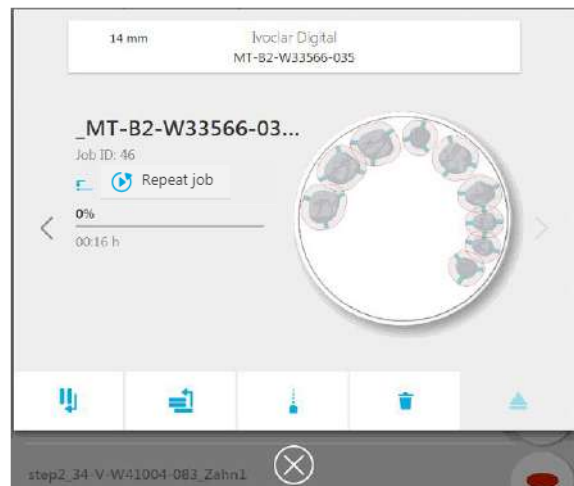 14 mm
Ivoclar Digital
MT-B2-W33566-035
_MT-B2-W33566-03...
Job ID: 46
Repeat job
0%
00:16 h
step2_34-V-W41004-083_Zahn1